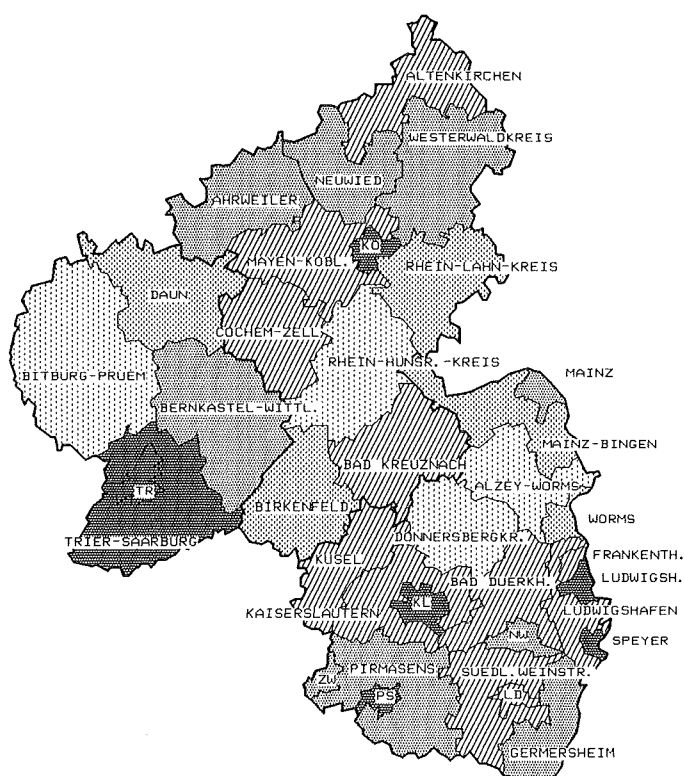 ALTENKIRCHEN
WESTERWALDKREIS
NEUWIED
AHRWEILER
KO
MAYEN-KOBL.
RHEIN-LAHN-KREIS
DAUN
COCHEM-ZELL
RHEIN-HUNSR.-KREIS
MAINZ
BITBURG-PRUEM
BERNKASTEL-WITTL.
MAINZ-BINGEN
BAD KREUZNACH
ALZEY-WORMS
TR
BIRKENFELD
WORMS
DONNERSBERGKR.
TRIER-SAARBURG
FRANKENTH.
KUSEL
BAD DUERKH.
LUDWIGSH.
KL
KAISERSLAUTERN
LUDWIGSHAFEN
NW
SPEYER
PIRMASENS
SUEDL.WEINSTR.
ZW
PS
LD
GERMERSHEIM